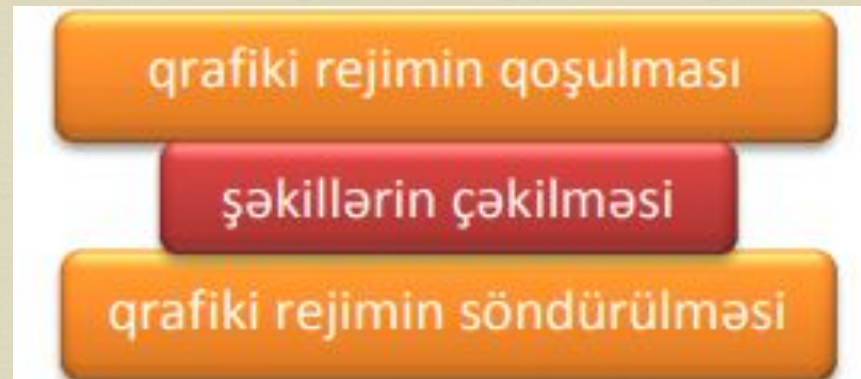 qrafiki rejimin qoşulması
şəkillərin çəkilməsi
qrafiki rejimin söndürülməsi